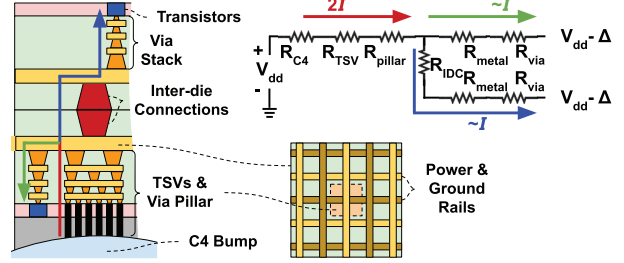 Transistors
Via
Stack
Inter-die
Connections
TSVs &
Via Pillar
C4 Bump
2I
~I
+
Vdd
-
RC4
RTSV
Rpillar
Rmetal
Rvia
Vdd- Δ
RIDC
Rmetal
Rvia
Vdd- Δ
~I
Power &
Ground
Rails